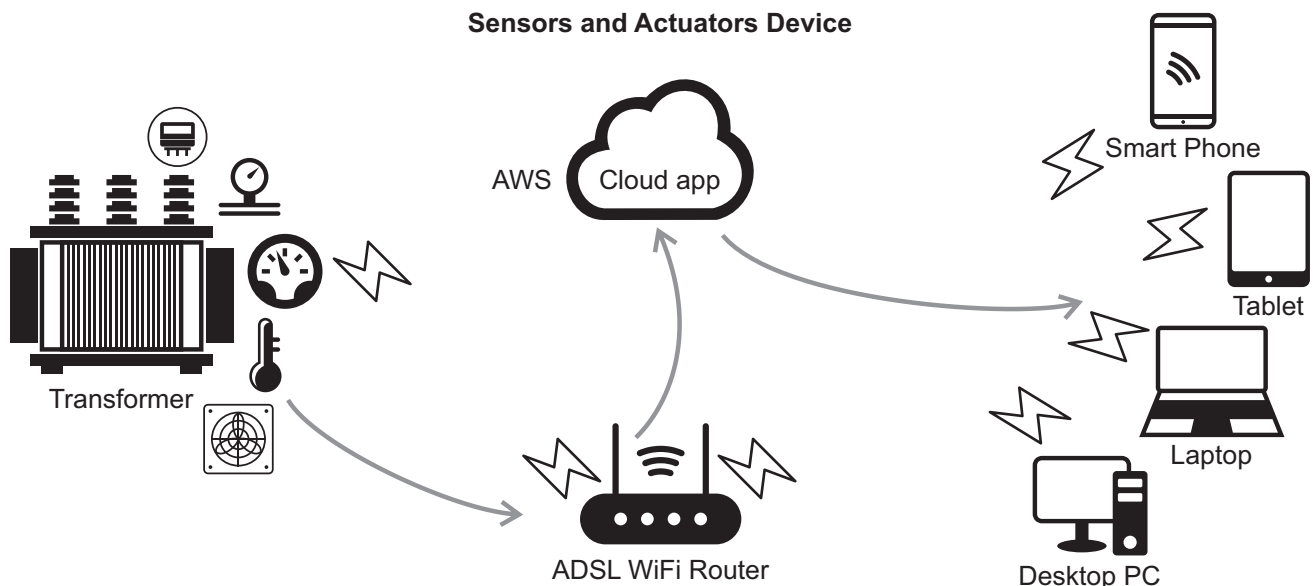 Sensors and Actuators Device
Smart Phone
AWS
Cloud app
Tablet
Transformer
Laptop
ADSL WiFi Router
Desktop PC